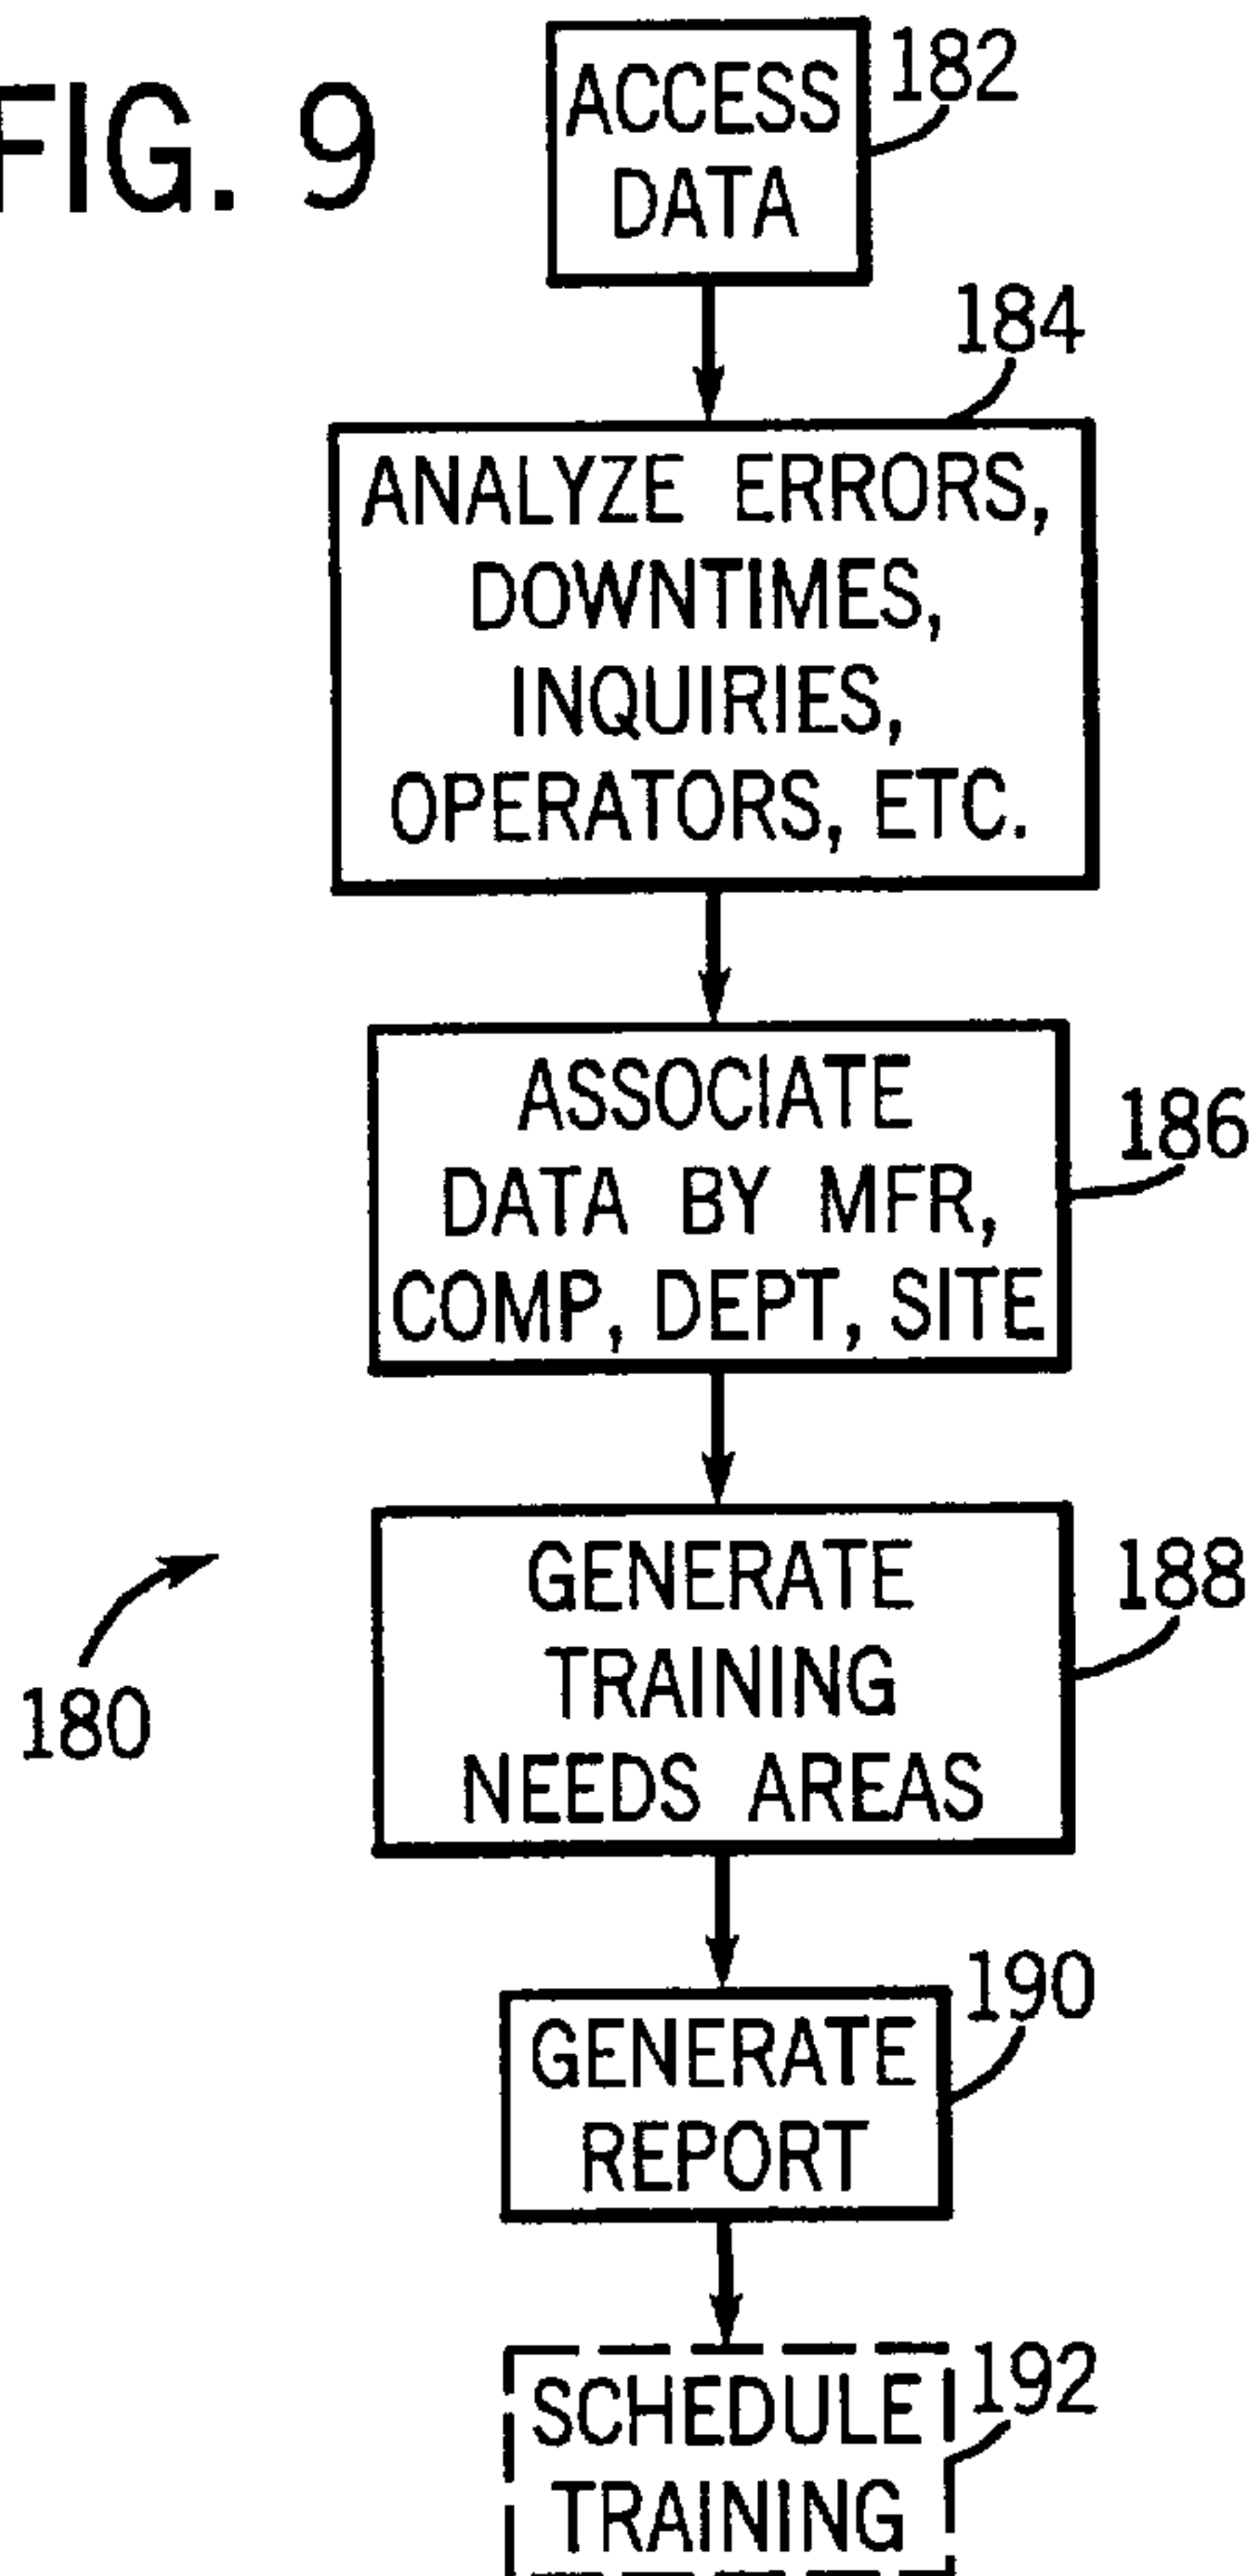 FIG. 9
ACCESS
DATA
182
184
ANALYZE ERRORS,
DOWNTIMES,
INQUIRIES,
OPERATORS, ETC.
ASSOCIATE
DATA BY MFR,
COMP, DEPT, SITE
186
GENERATE
TRAINING
NEEDS AREAS
188
180
190
GENERATE
REPORT
192
SCHEDULE
TRAINING